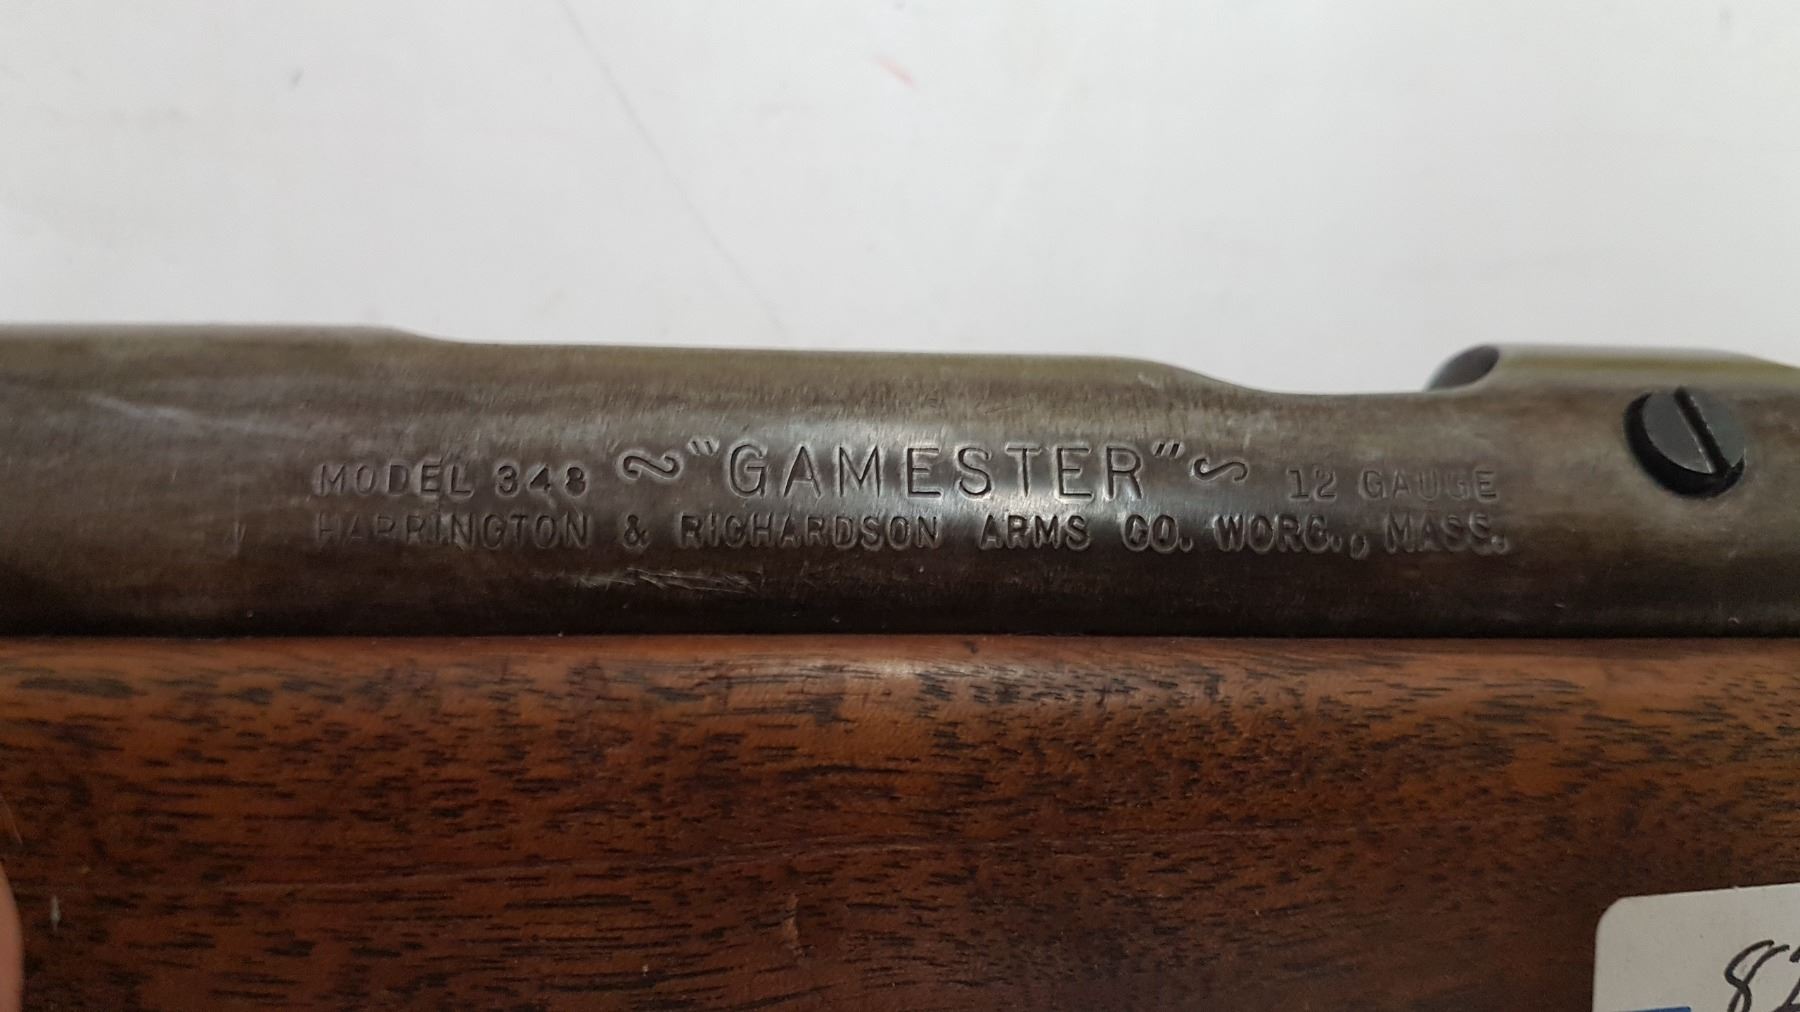 MODEL 348 "GAMESTER" 12 GAUGE
HARRINGTON & RICHARDSON ARMS CO. WORC., MASS.